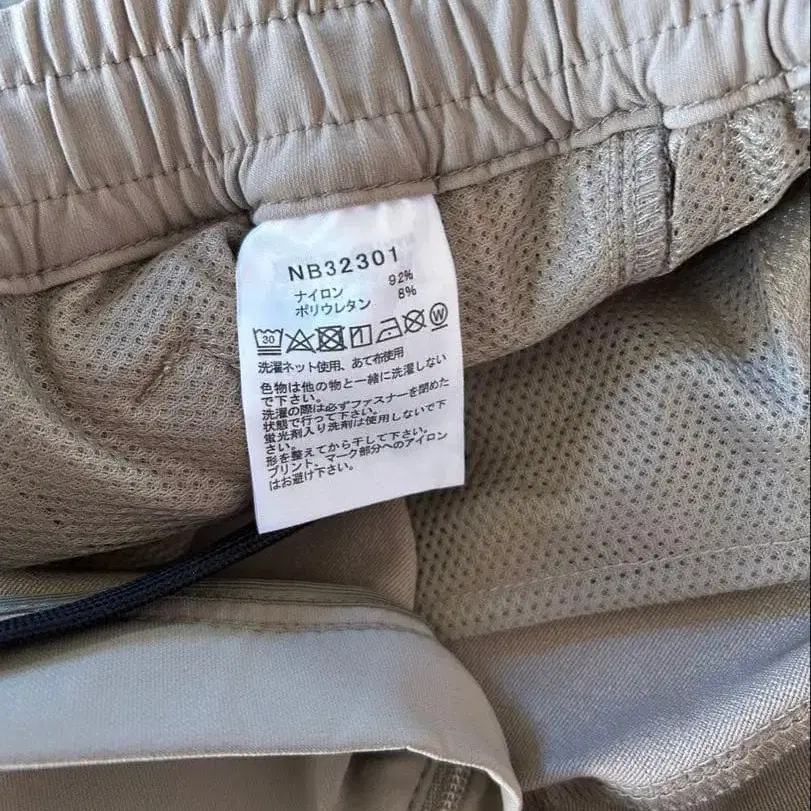 NB32301
ナイロン 92%
ポリウレタン 8%
30 W
洗濯ネット使用、あて布使用
色物は他の物と一緒に洗濯しない
で下さい。
洗濯の際は必ずファスナーを閉めた
状態で行って下さい。
蛍光剤入り洗剤は使用しないで下
さい。
形を整えてから干して下さい。
プリント、マーク部分へのアイロン
はお避け下さい。